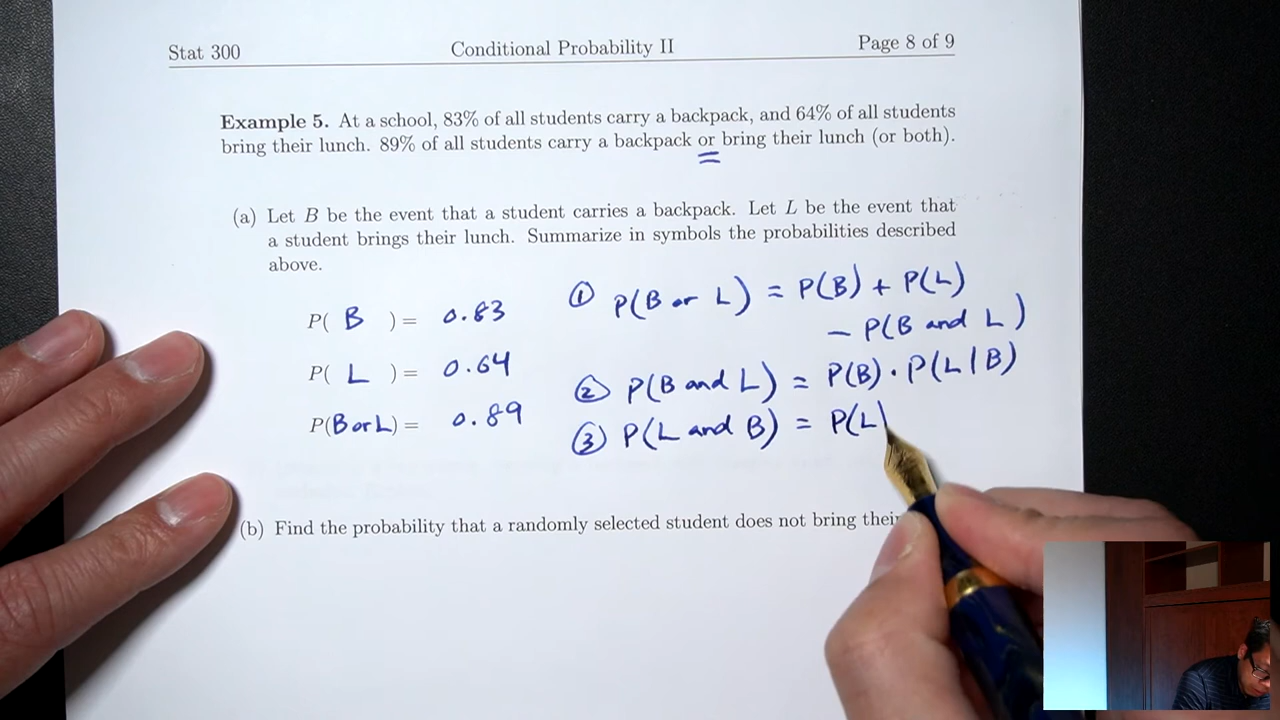 Stat 300 Conditional Probability II Page 8 of 9
Example 5. At a school, 83% of all students carry a backpack, and 64% of all students
bring their lunch. 89% of all students carry a backpack or bring their lunch (or both).
(a) Let B be the event that a student carries a backpack. Let L be the event that
a student brings their lunch. Summarize in symbols the probabilities described
above.
P( B ) = 0.83
P( L ) = 0.64
P(B or L) = 0.89
① P(B or L) = P(B) + P(L)
− P(B and L)
② P(B and L) = P(B) · P(L|B)
③ P(L and B) = P(L)
(b) Find the probability that a randomly selected student does not bring